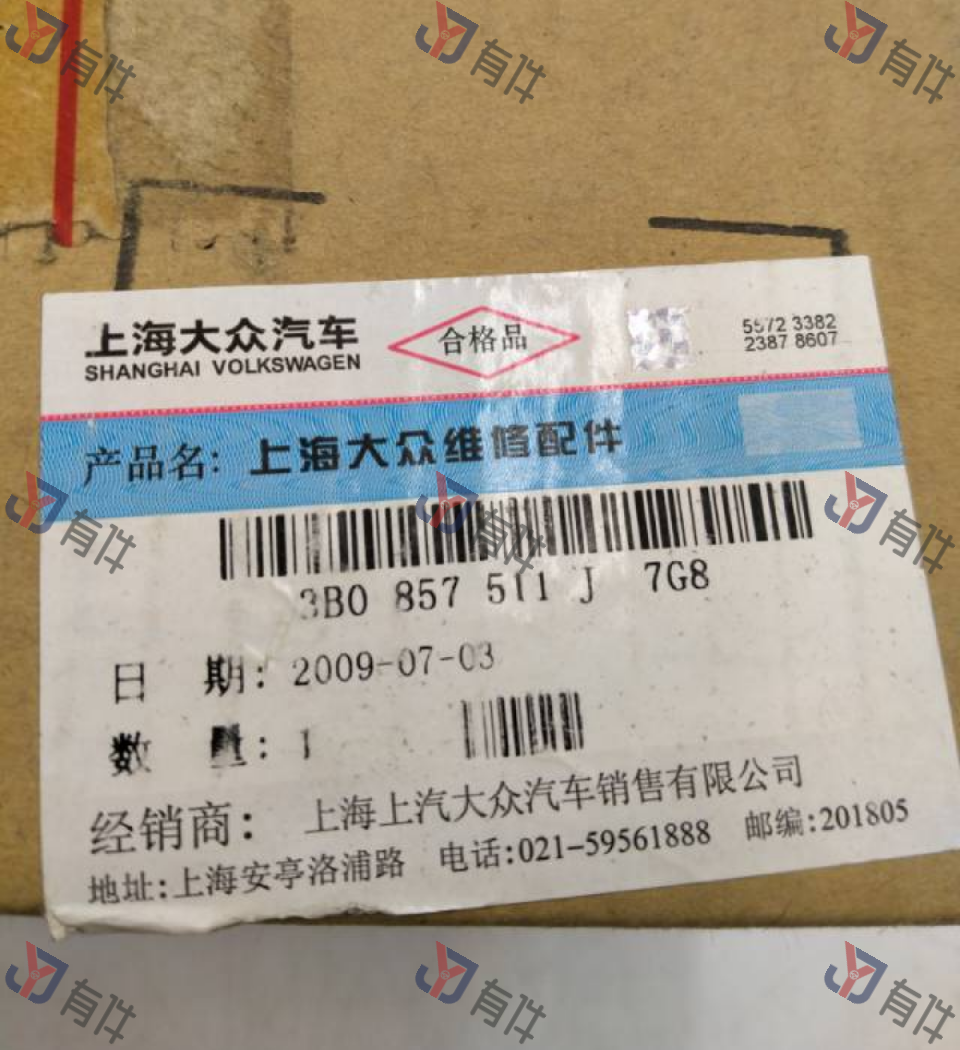 上海大众汽车
SHANGHAI VOLKSWAGEN
合格品
5572 3382
2387 8607
产品名: 上海大众维修配件
3B0 857 511 J 7G8
日 期: 2009-07-03
数 量: 1
经销商: 上海上汽大众汽车销售有限公司
地址:上海安亭洛浦路 电话:021-59561888 邮编:201805
有件
有件
有件
有件
有件
有件
有件
有件
有件